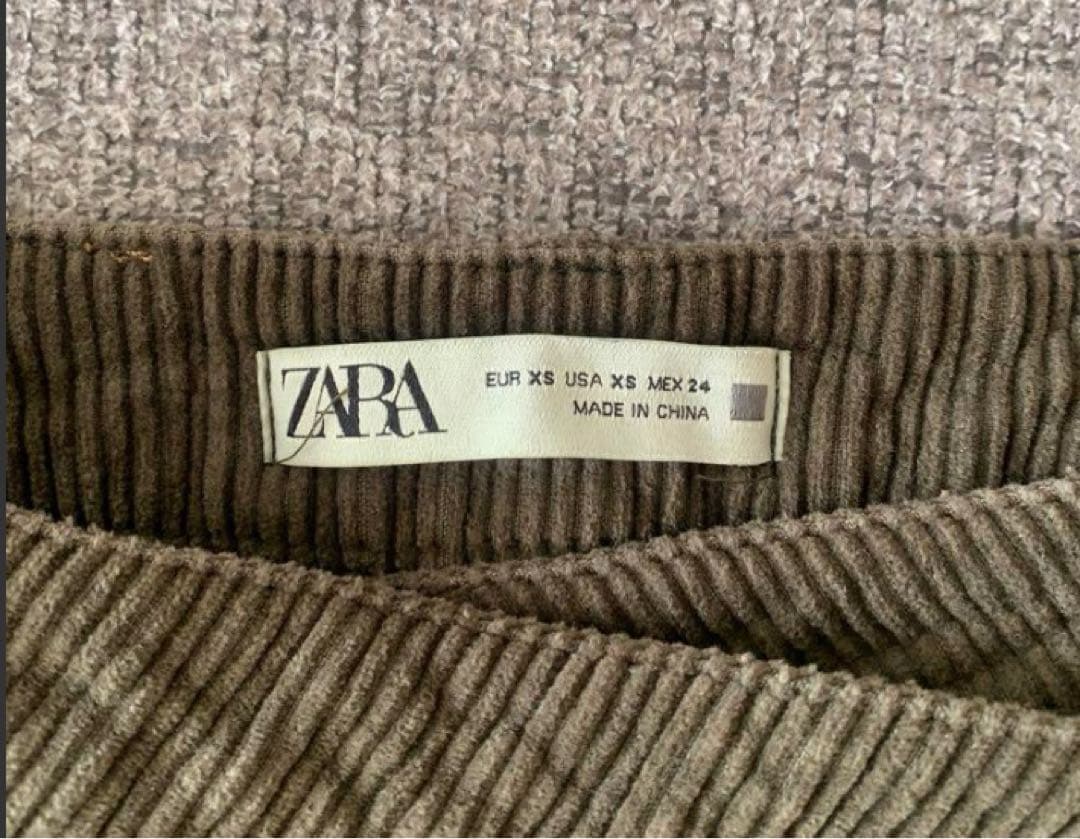 ZARA
EUR XS USA XS MEX 24
MADE IN CHINA